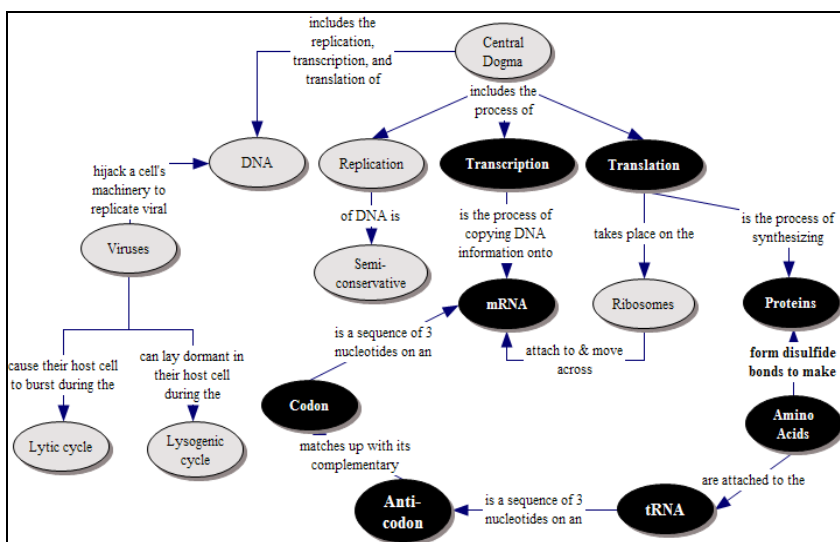 includes the
replication,
transcription, and
translation of
Central
Dogma
includes the
process of
hijack a cell's
machinery to
replicate viral
DNA
Replication
Transcription
Translation
of DNA is
is the process of
copying DNA
information onto
takes place on the
is the process of
synthesizing
Viruses
Semi-
conservative
mRNA
Ribosomes
Proteins
is a sequence of 3
nucleotides on an
attach to & move
across
form disulfide
bonds to make
cause their host cell
to burst during the
can lay dormant in
their host cell
during the
Codon
Amino
Acids
Lytic cycle
Lysogenic
cycle
matches up with its
complementary
are attached to the
Anti-
codon
is a sequence of 3
nucleotides on an
tRNA